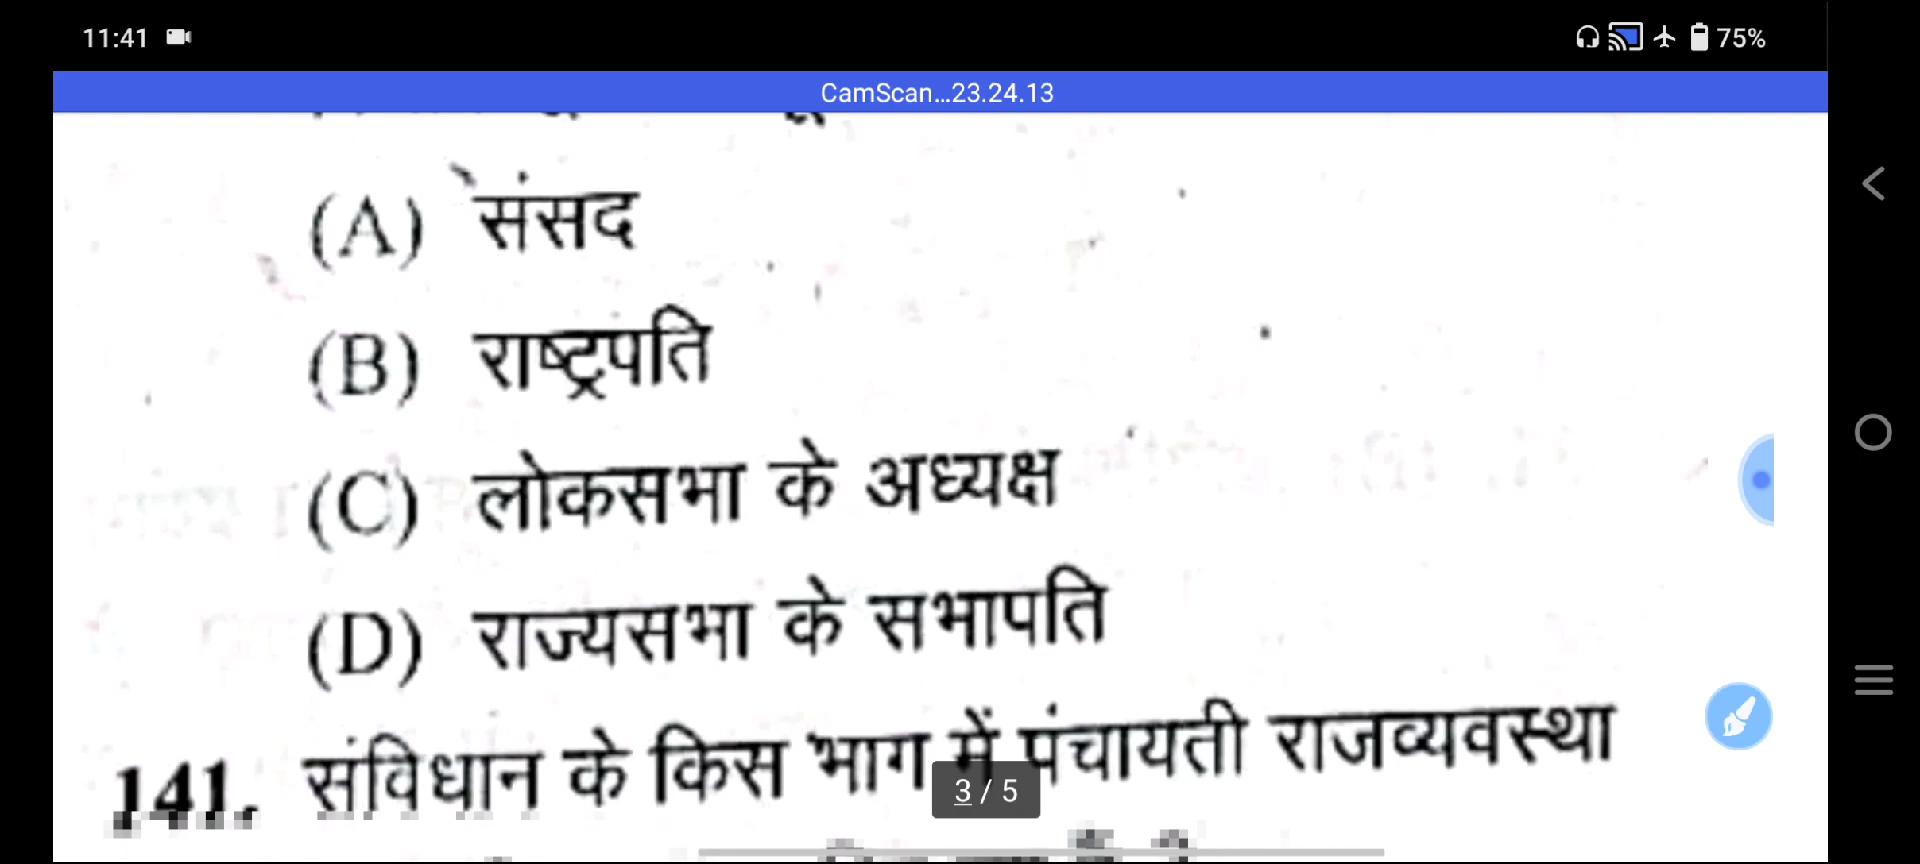 11:41
75%
CamScan...23.24.13
(A) संसद
(B) राष्ट्रपति
(C) लोकसभा के अध्यक्ष
(D) राज्यसभा के सभापति
141. संविधान के किस भाग में पंचायती राजव्यवस्था
3 / 5